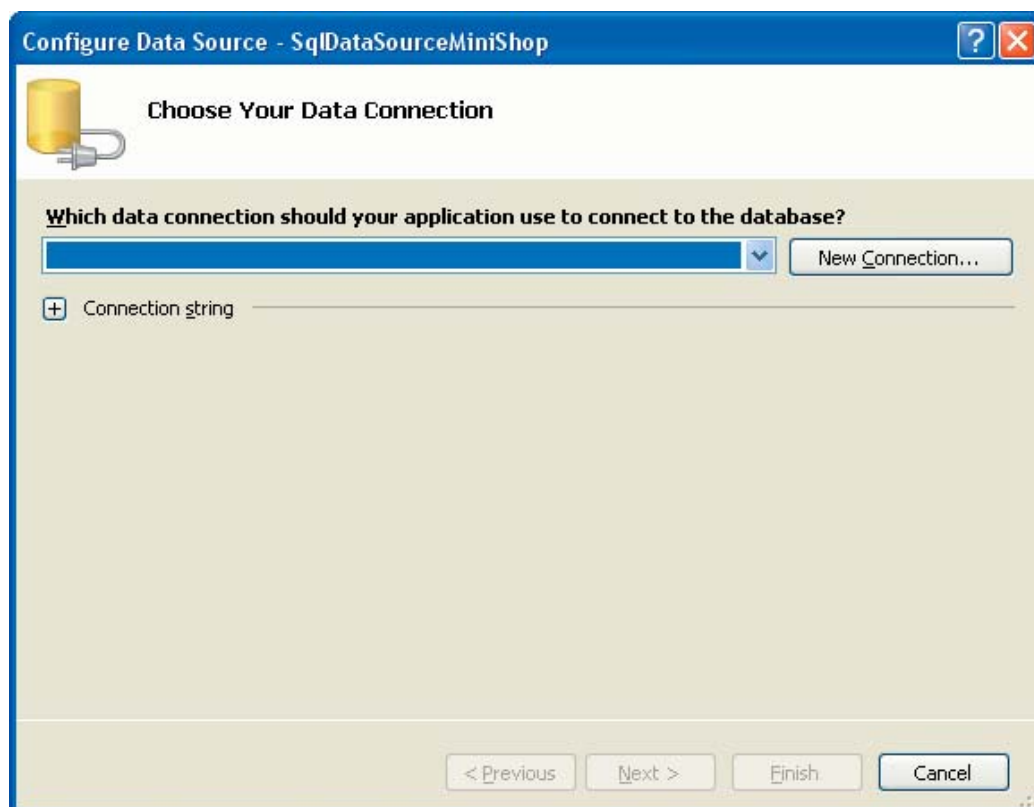 Configure Data Source - SqlDataSourceMiniShop
Choose Your Data Connection
Which data connection should your application use to connect to the database?
New Connection...
Connection string
< Previous
Next >
Finish
Cancel